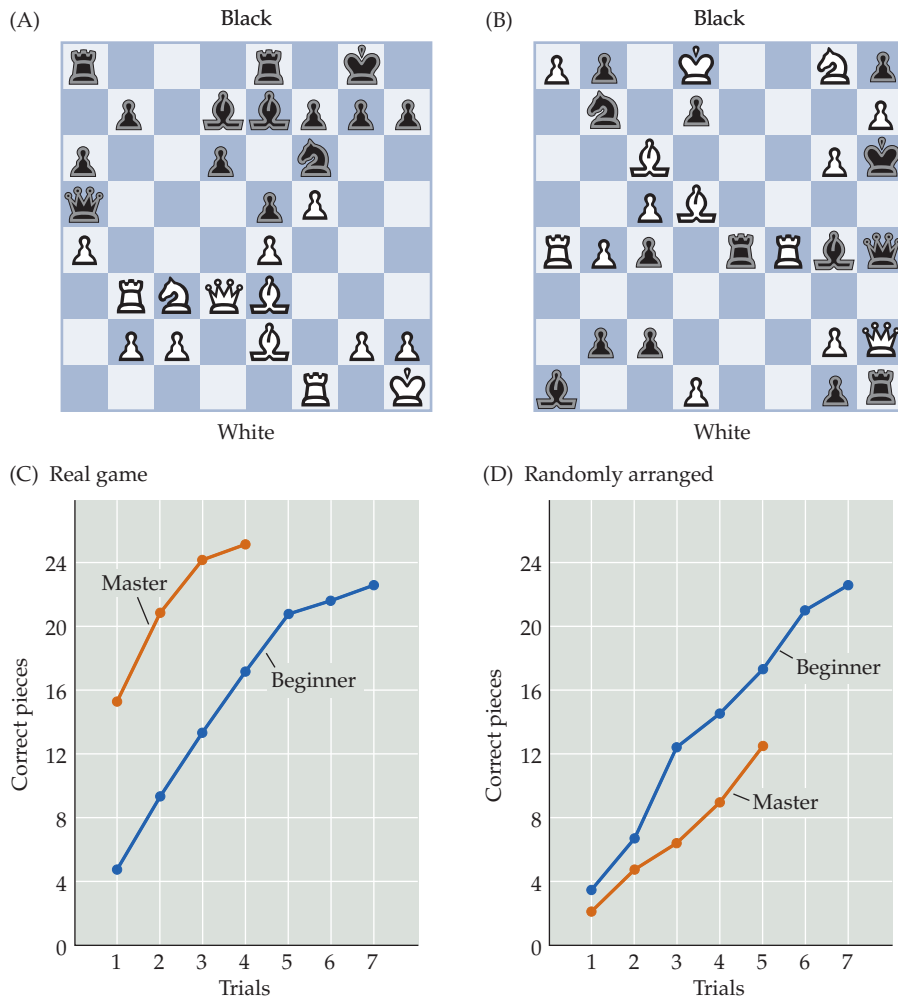 (A)
Black
White
(B)
Black
White
(C) Real game
Correct pieces
24
20
16
12
8
4
0
Master
Beginner
1 2 3 4 5 6 7
Trials
(D) Randomly arranged
Correct pieces
24
20
16
12
8
4
0
Beginner
Master
1 2 3 4 5 6 7
Trials